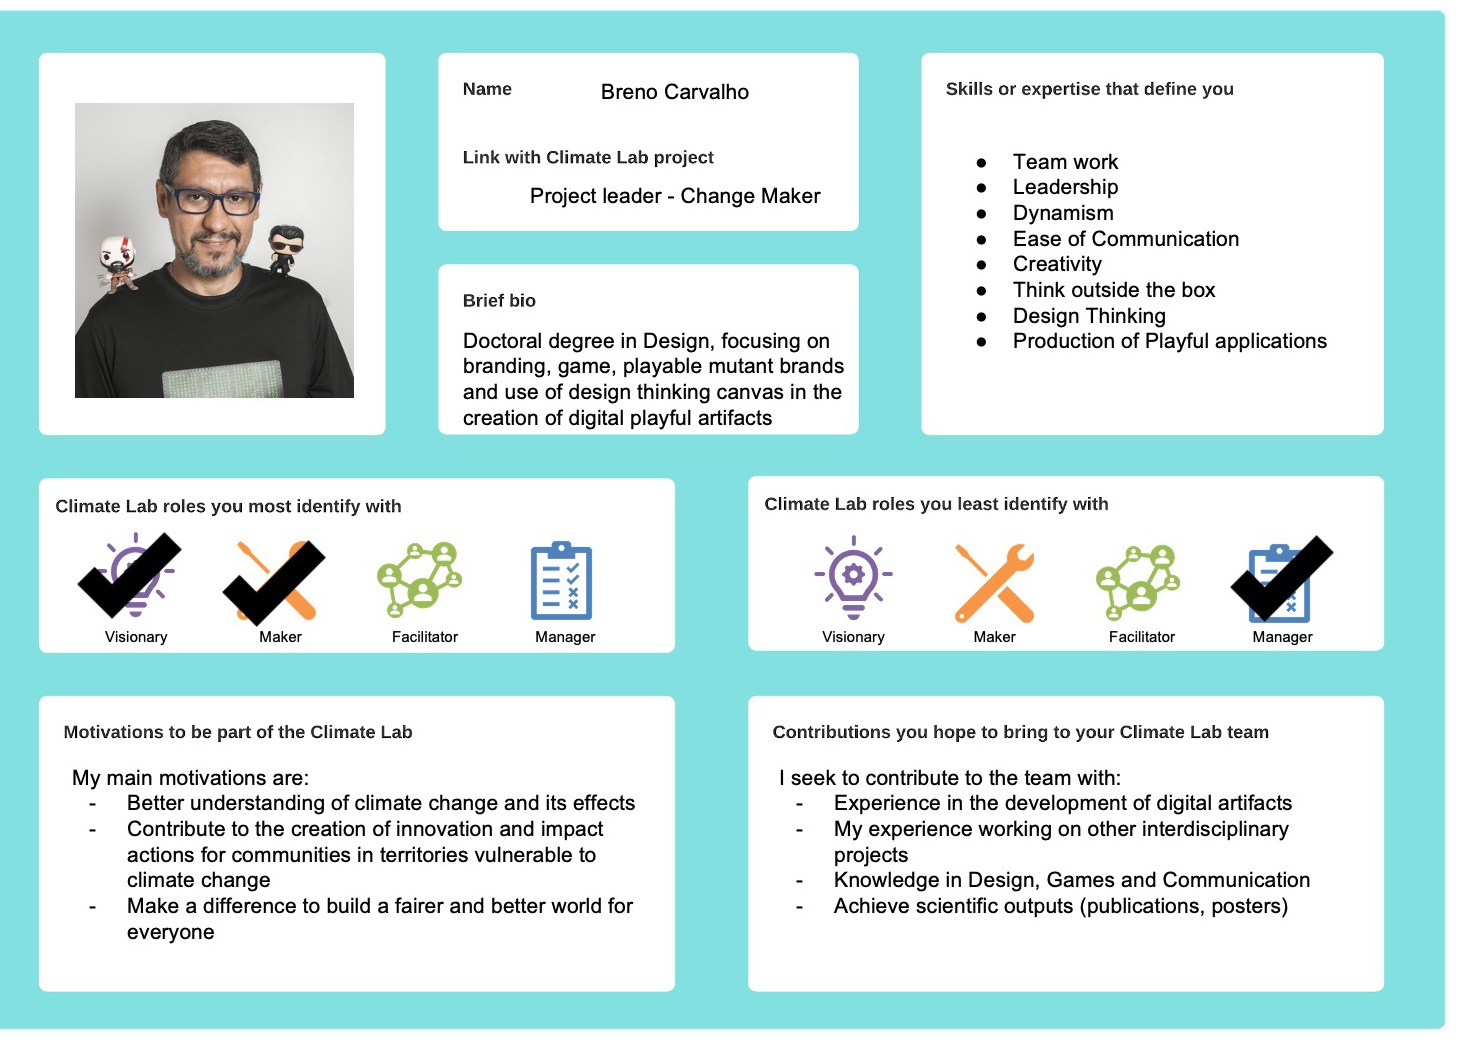 Name
Breno Carvalho
Link with Climate Lab project
Project leader - Change Maker
Brief bio
Doctoral degree in Design, focusing on
branding, game, playable mutant brands
and use of design thinking canvas in the
creation of digital playful artifacts
Skills or expertise that define you
● Team work
● Leadership
● Dynamism
● Ease of Communication
● Creativity
● Think outside the box
● Design Thinking
● Production of Playful applications
Climate Lab roles you most identify with
Visionary
Maker
Facilitator
Manager
Climate Lab roles you least identify with
Visionary
Maker
Facilitator
Manager
Motivations to be part of the Climate Lab
My main motivations are:
- Better understanding of climate change and its effects
- Contribute to the creation of innovation and impact
actions for communities in territories vulnerable to
climate change
- Make a difference to build a fairer and better world for
everyone
Contributions you hope to bring to your Climate Lab team
I seek to contribute to the team with:
- Experience in the development of digital artifacts
- My experience working on other interdisciplinary
projects
- Knowledge in Design, Games and Communication
- Achieve scientific outputs (publications, posters)